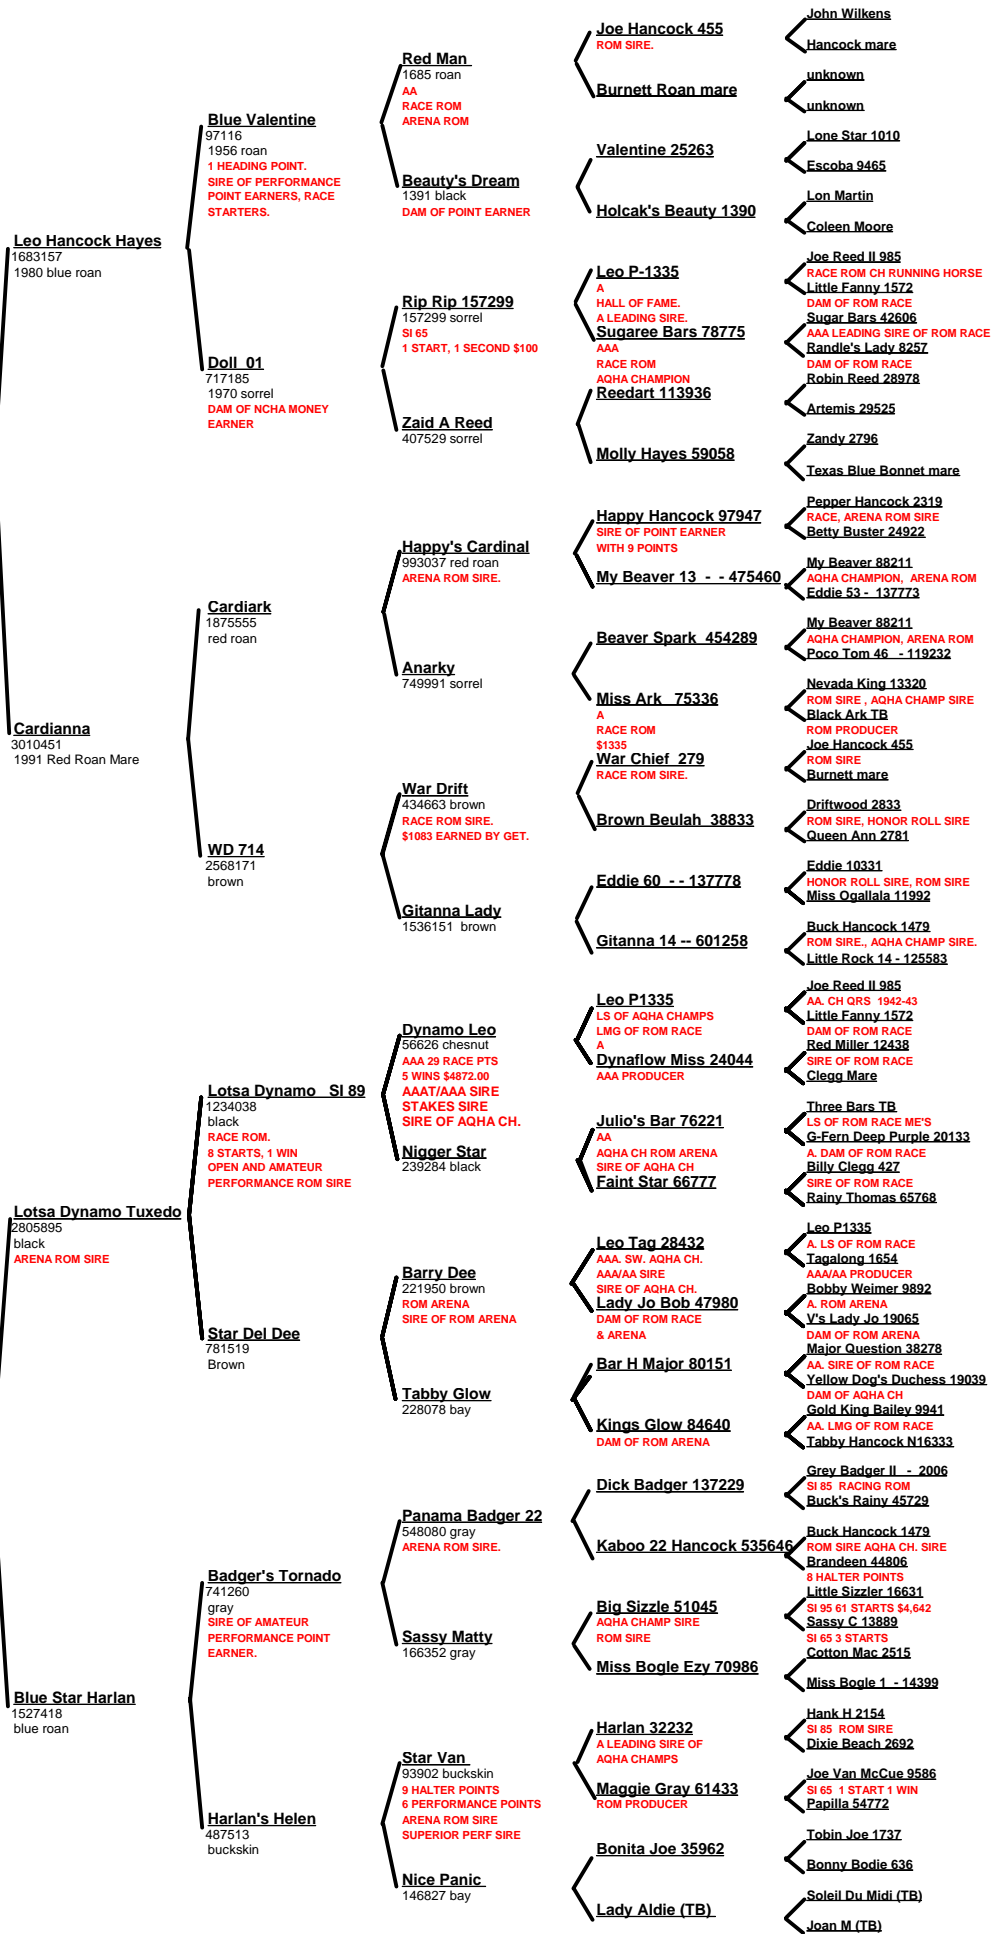 Leo Hancock Hayes
1683157
1980 blue roan
Cardianna
3010451
1991 Red Roan Mare
Lotsa Dynamo Tuxedo
2805895
black
ARENA ROM SIRE
Blue Star Harlan
1527418
blue roan
Blue Valentine
97116
1956 roan
1 HEADING POINT.
SIRE OF PERFORMANCE
POINT EARNERS, RACE
STARTERS.
Doll 01
717185
1970 sorrel
DAM OF NCHA MONEY
EARNER
Cardiark
1875555
red roan
WD 714
2568171
brown
Lotsa Dynamo SI 89
1234038
black
RACE ROM.
8 STARTS, 1 WIN
OPEN AND AMATEUR
PERFORMANCE ROM SIRE
Star Del Dee
781519
Brown
Badger's Tornado
741260
gray
SIRE OF AMATEUR
PERFORMANCE POINT
EARNER.
Harlan's Helen
487513
buckskin
Red Man
1685 roan
AA
RACE ROM
ARENA ROM
Beauty's Dream
1391 black
DAM OF POINT EARNER
Rip Rip 157299
157299 sorrel
SI 65
1 START, 1 SECOND $100
Zaid A Reed
407529 sorrel
Happy's Cardinal
993037 red roan
ARENA ROM SIRE.
Anarky
749991 sorrel
War Drift
434663 brown
RACE ROM SIRE.
$1083 EARNED BY GET.
Gitanna Lady
1536151 brown
Dynamo Leo
56626 chesnut
AAA 29 RACE PTS
5 WINS $4872.00
AAAT/AAA SIRE
STAKES SIRE
SIRE OF AQHA CH.
Nigger Star
239284 black
Barry Dee
221950 brown
ROM ARENA
SIRE OF ROM ARENA
Tabby Glow
228078 bay
Panama Badger 22
548080 gray
ARENA ROM SIRE.
Sassy Matty
166352 gray
Star Van
93902 buckskin
9 HALTER POINTS
6 PERFORMANCE POINTS
ARENA ROM SIRE
SUPERIOR PERF SIRE
Nice Panic
146827 bay
Joe Hancock 455
ROM SIRE.
Burnett Roan mare
Valentine 25263
Holcak's Beauty 1390
Leo P-1335
A
HALL OF FAME.
A LEADING SIRE.
Sugaree Bars 78775
AAA
RACE ROM
AQHA CHAMPION
Reedart 113936
Molly Hayes 59058
Happy Hancock 97947
SIRE OF POINT EARNER
WITH 9 POINTS
My Beaver 13 - - 475460
Beaver Spark 454289
Miss Ark 75336
A
RACE ROM
$1335
War Chief 279
RACE ROM SIRE.
Brown Beulah 38833
Eddie 60 - - 137778
Gitanna 14 -- 601258
Leo P1335
LS OF AQHA CHAMPS
LMG OF ROM RACE
A
Dynaflow Miss 24044
AAA PRODUCER
Julio's Bar 76221
AA
AQHA CH ROM ARENA
SIRE OF AQHA CH
Faint Star 66777
Leo Tag 28432
AAA. SW. AQHA CH.
AAA/AA SIRE
SIRE OF AQHA CH.
Lady Jo Bob 47980
DAM OF ROM RACE
& ARENA
Bar H Major 80151
Kings Glow 84640
DAM OF ROM ARENA
Dick Badger 137229
Kaboo 22 Hancock 535646
Big Sizzle 51045
AQHA CHAMP SIRE
ROM SIRE
Miss Bogle Ezy 70986
Harlan 32232
A LEADING SIRE OF
AQHA CHAMPS
Maggie Gray 61433
ROM PRODUCER
Bonita Joe 35962
Lady Aldie (TB)
John Wilkens
Hancock mare
unknown
unknown
Lone Star 1010
Escoba 9465
Lon Martin
Coleen Moore
Joe Reed II 985
RACE ROM CH RUNNING HORSE
Little Fanny 1572
DAM OF ROM RACE
Sugar Bars 42606
AAA LEADING SIRE OF ROM RACE
Randle's Lady 8257
DAM OF ROM RACE
Robin Reed 28978
Artemis 29525
Zandy 2796
Texas Blue Bonnet mare
Pepper Hancock 2319
RACE, ARENA ROM SIRE
Betty Buster 24922
My Beaver 88211
AQHA CHAMPION, ARENA ROM
Eddie 53 - 137773
My Beaver 88211
AQHA CHAMPION, ARENA ROM
Poco Tom 46 - 119232
Nevada King 13320
ROM SIRE , AQHA CHAMP SIRE
Black Ark TB
ROM PRODUCER
Joe Hancock 455
ROM SIRE
Burnett mare
Driftwood 2833
ROM SIRE, HONOR ROLL SIRE
Queen Ann 2781
Eddie 10331
HONOR ROLL SIRE, ROM SIRE
Miss Ogallala 11992
Buck Hancock 1479
ROM SIRE., AQHA CHAMP SIRE.
Little Rock 14 - 125583
Joe Reed II 985
AA. CH QRS 1942-43
Little Fanny 1572
DAM OF ROM RACE
Red Miller 12438
SIRE OF ROM RACE
Clegg Mare
Three Bars TB
LS OF ROM RACE ME'S
G-Fern Deep Purple 20133
A. DAM OF ROM RACE
Billy Clegg 427
SIRE OF ROM RACE
Rainy Thomas 65768
Leo P1335
A. LS OF ROM RACE
Tagalong 1654
AAA/AA PRODUCER
Bobby Weimer 9892
A. ROM ARENA
V's Lady Jo 19065
DAM OF ROM ARENA
Major Question 38278
AA. SIRE OF ROM RACE
Yellow Dog's Duchess 19039
DAM OF AQHA CH
Gold King Bailey 9941
AA. LMG OF ROM RACE
Tabby Hancock N16333
Grey Badger II - 2006
SI 85 RACING ROM
Buck's Rainy 45729
Buck Hancock 1479
ROM SIRE AQHA CH. SIRE
Brandeen 44806
8 HALTER POINTS
Little Sizzler 16631
SI 95 61 STARTS $4,642
Sassy C 13889
SI 65 3 STARTS
Cotton Mac 2515
Miss Bogle 1 - 14399
Hank H 2154
SI 85 ROM SIRE
Dixie Beach 2692
Joe Van McCue 9586
SI 65 1 START 1 WIN
Papilla 54772
Tobin Joe 1737
Bonny Bodie 636
Soleil Du Midi (TB)
Joan M (TB)